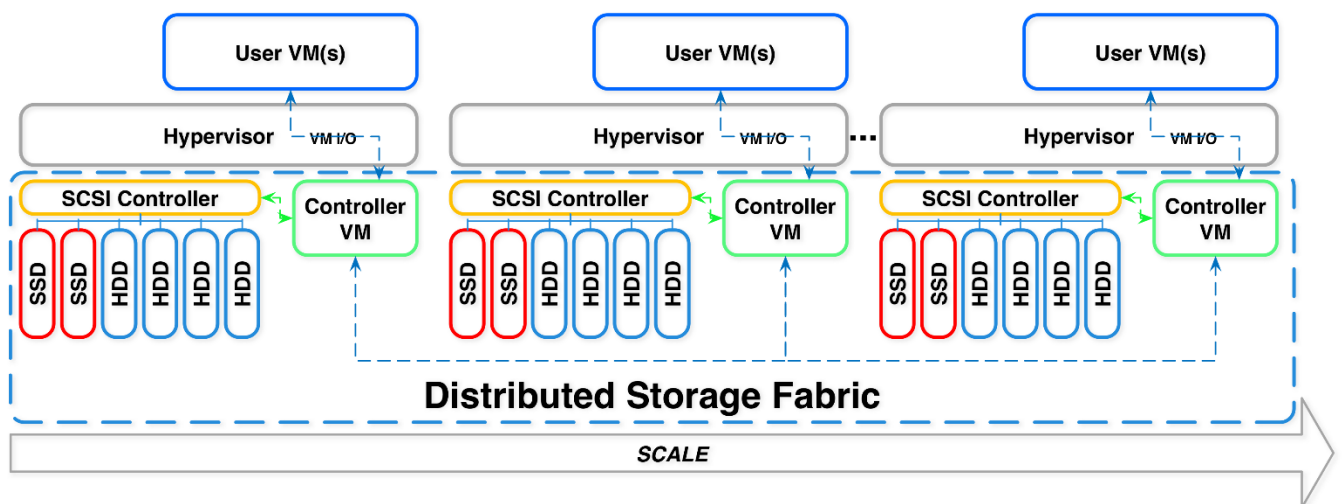 User VM(s)
User VM(s)
User VM(s)
Hypervisor VM I/O
Hypervisor VM I/O
...
Hypervisor VM I/O
SCSI Controller
Controller
VM
SSD
SSD
HDD
HDD
HDD
HDD
SCSI Controller
Controller
VM
SSD
SSD
HDD
HDD
HDD
HDD
SCSI Controller
Controller
VM
SSD
SSD
HDD
HDD
HDD
HDD
Distributed Storage Fabric
SCALE